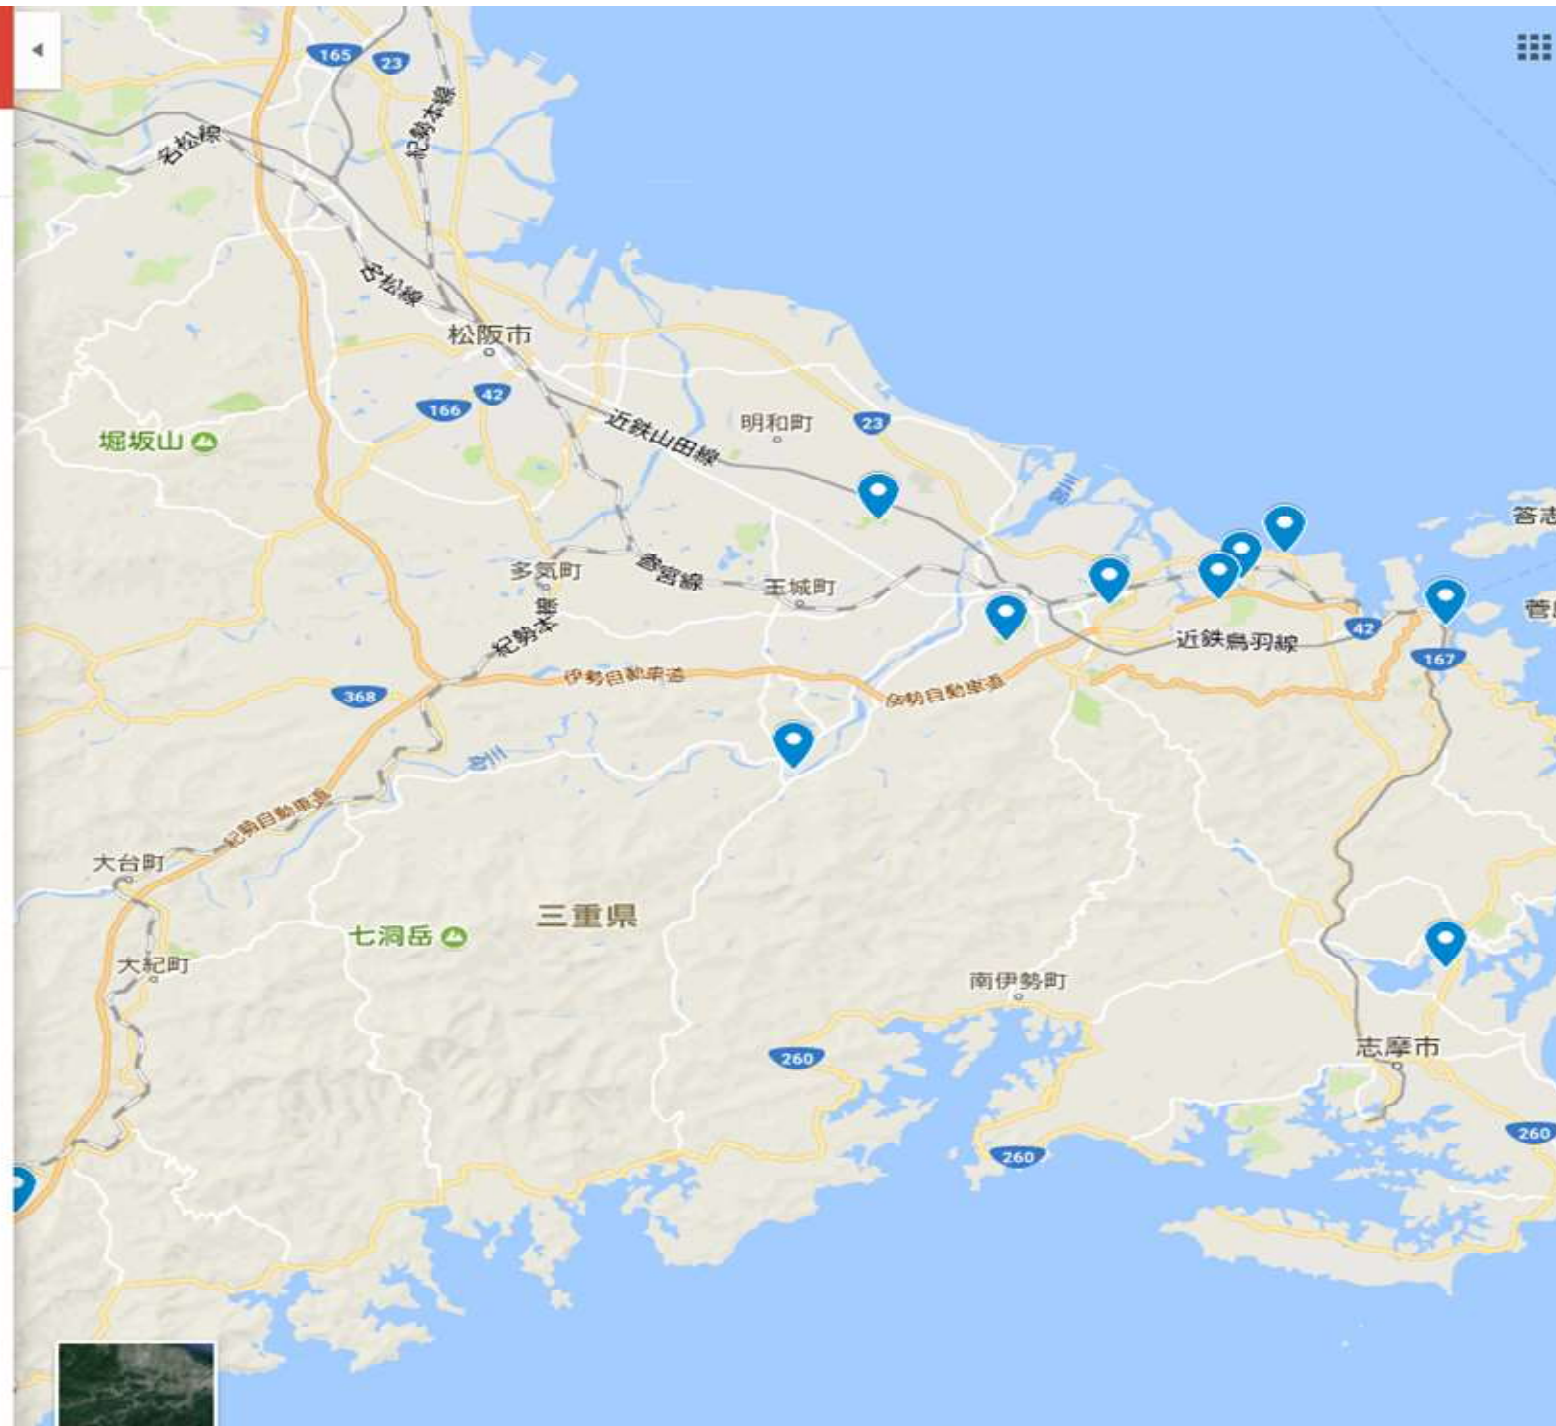 165
23
紀勢本線
名松線
名松線
松阪市
42
166
近鉄山田線
明和町
23
堀坂山
答志
多気町
参宮線
玉城町
菅島
紀勢本線
42
近鉄鳥羽線
167
伊勢自動車道
伊勢自動車道
368
紀勢自動車道
大台町
三重県
七洞岳
大紀町
南伊勢町
志摩市
260
260
260